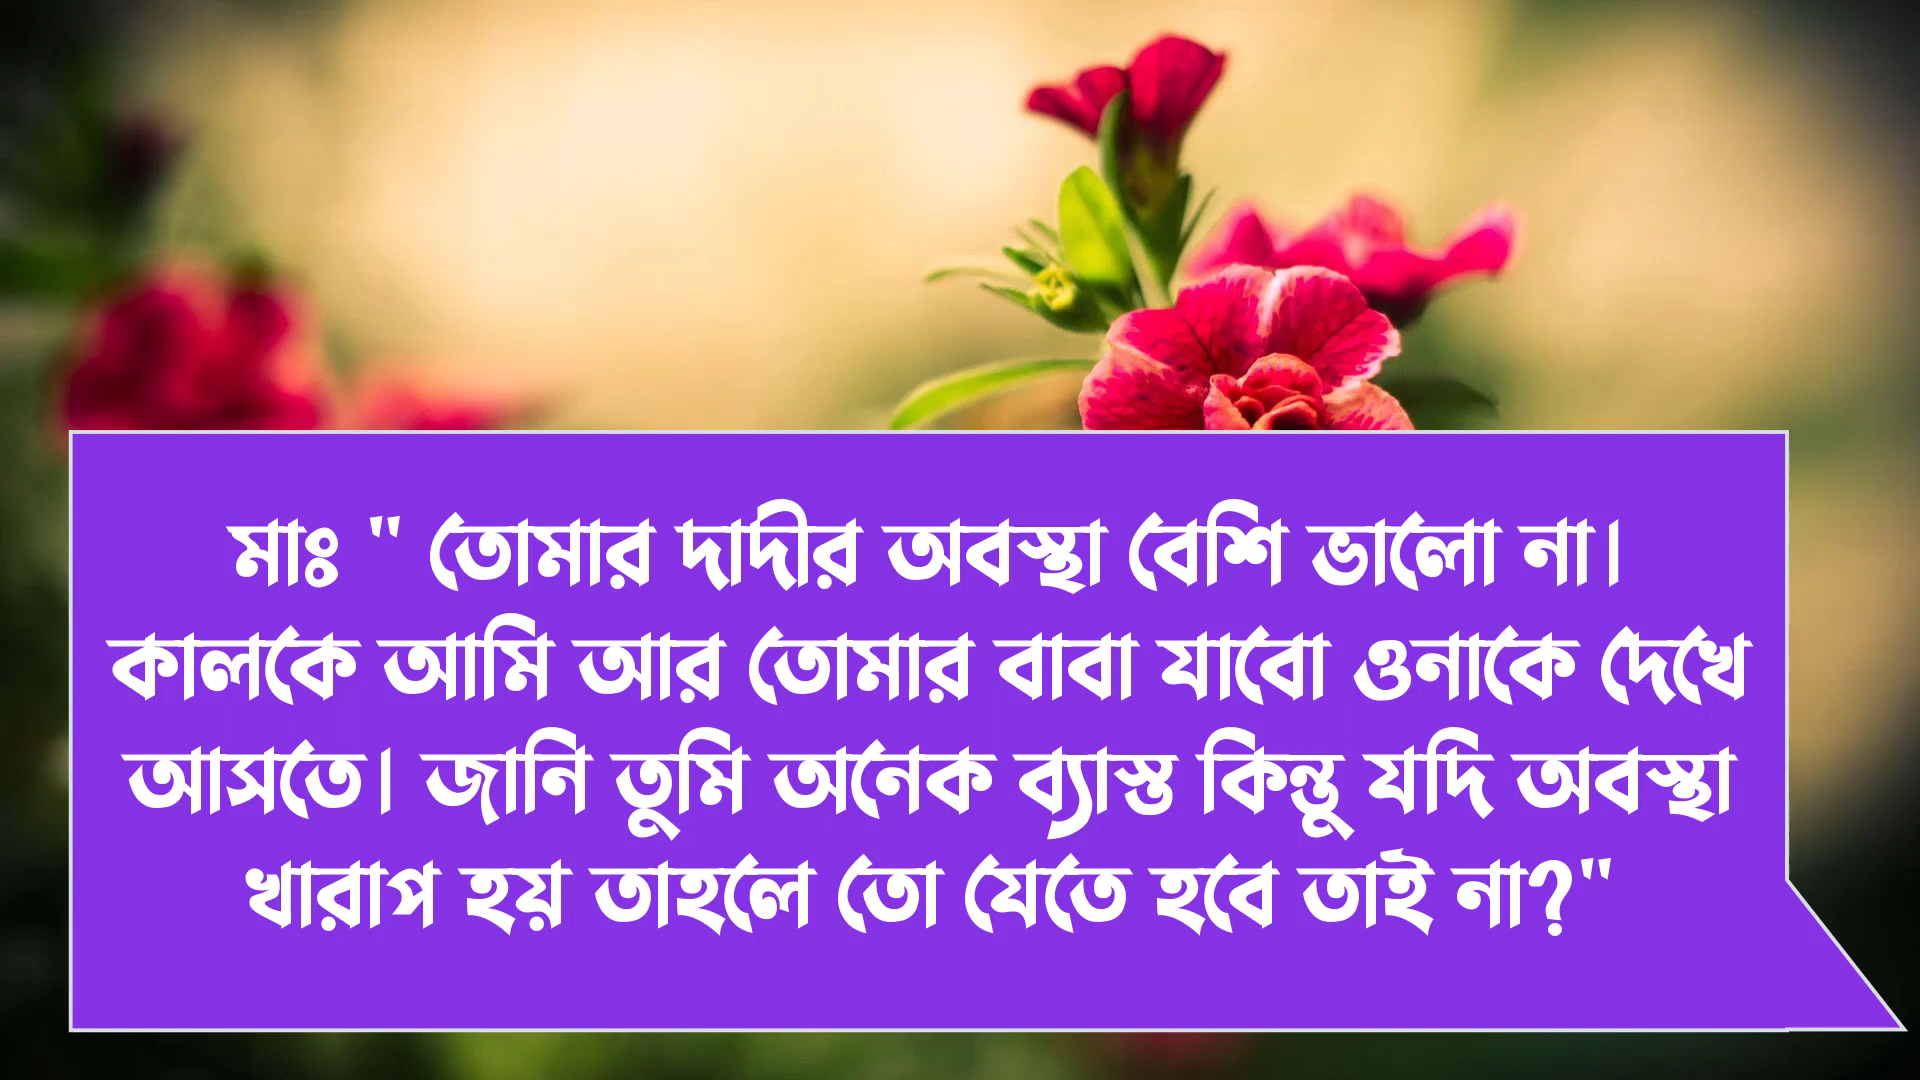 মাঃ " তোমার দাদীর অবস্থা বেশি ভালো না।
কালকে আমি আর তোমার বাবা যাবো ওনাকে দেখে
আসতে। জানি তুমি অনেক ব্যাস্ত কিন্তু যদি অবস্থা
খারাপ হয় তাহলে তো যেতে হবে তাই না?"